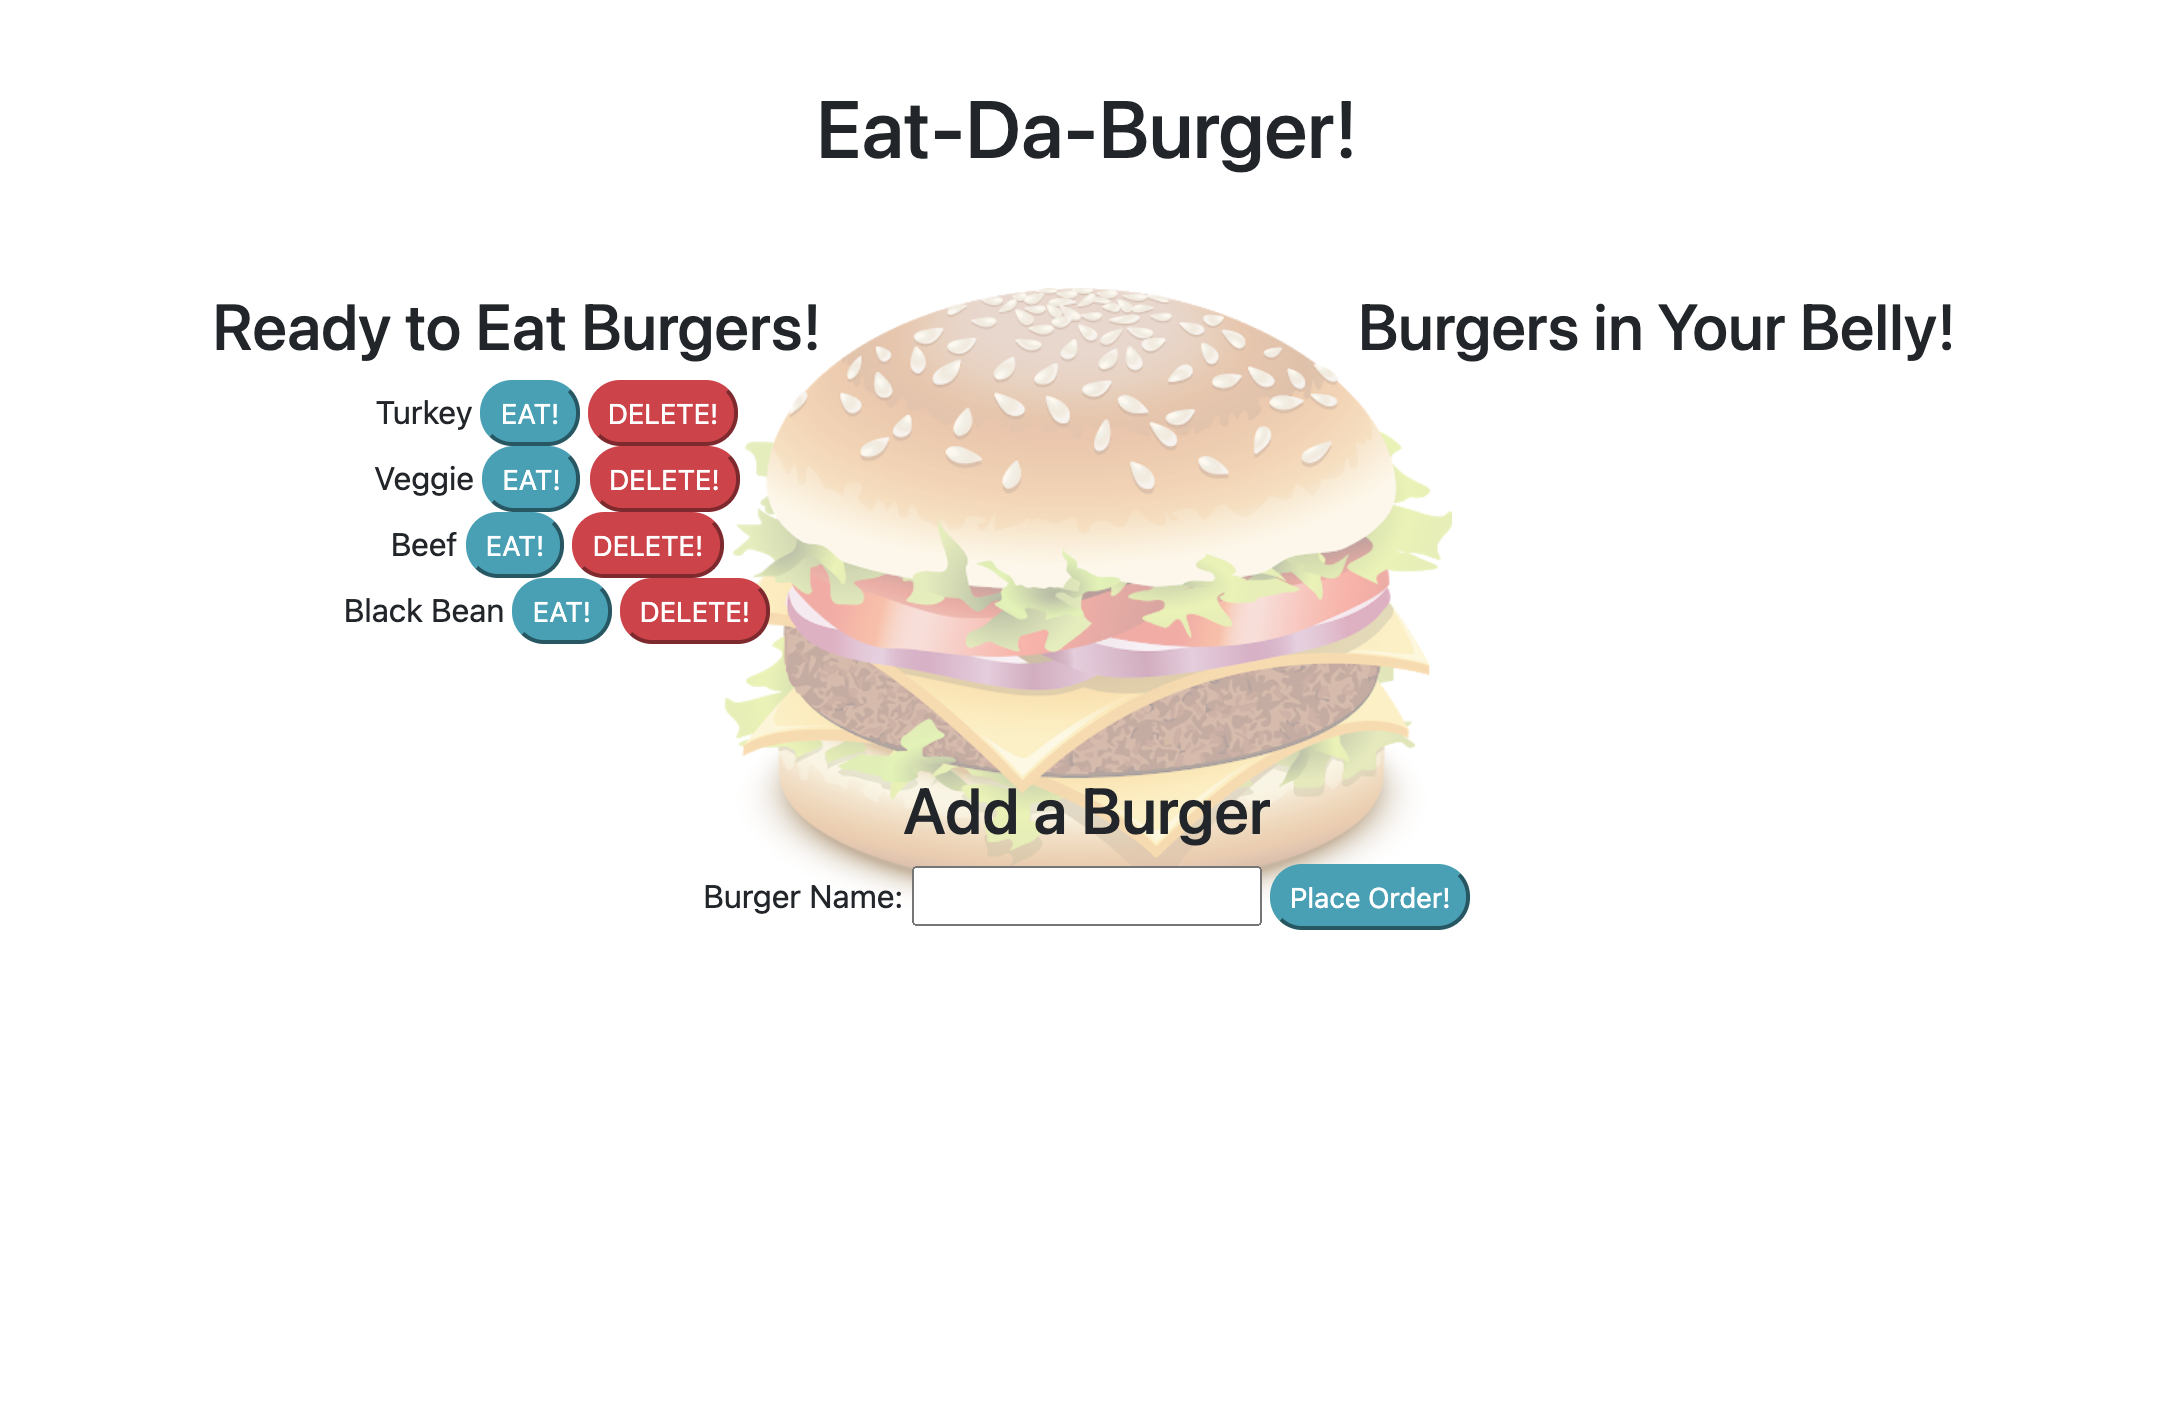 Eat-Da-Burger!
Ready to Eat Burgers!
Turkey EAT! DELETE!
Veggie EAT! DELETE!
Beef EAT! DELETE!
Black Bean EAT! DELETE!
Burgers in Your Belly!
Add a Burger
Burger Name: Place Order!